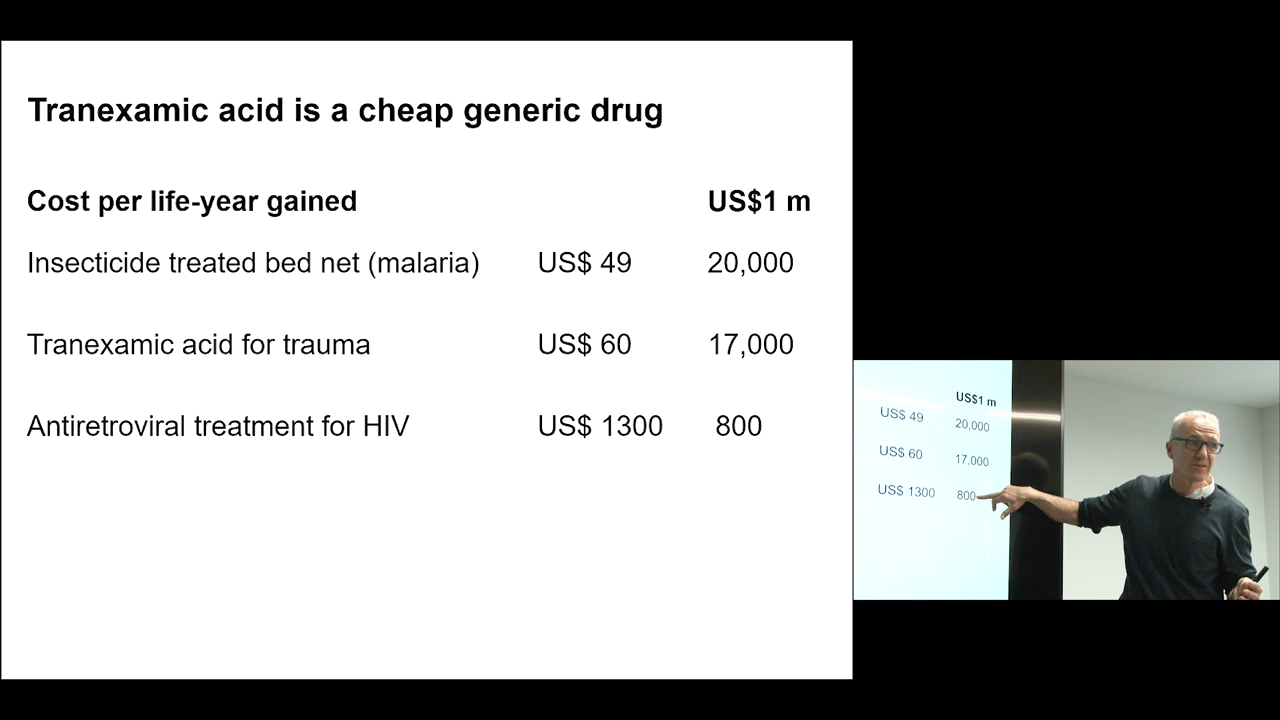 Tranexamic acid is a cheap generic drug
Cost per life-year gained US$1 m
Insecticide treated bed net (malaria) US$ 49 20,000
Tranexamic acid for trauma US$ 60 17,000
Antiretroviral treatment for HIV US$ 1300 800
US$1 m
US$ 49 20,000
US$ 60 17,000
US$ 1300 800